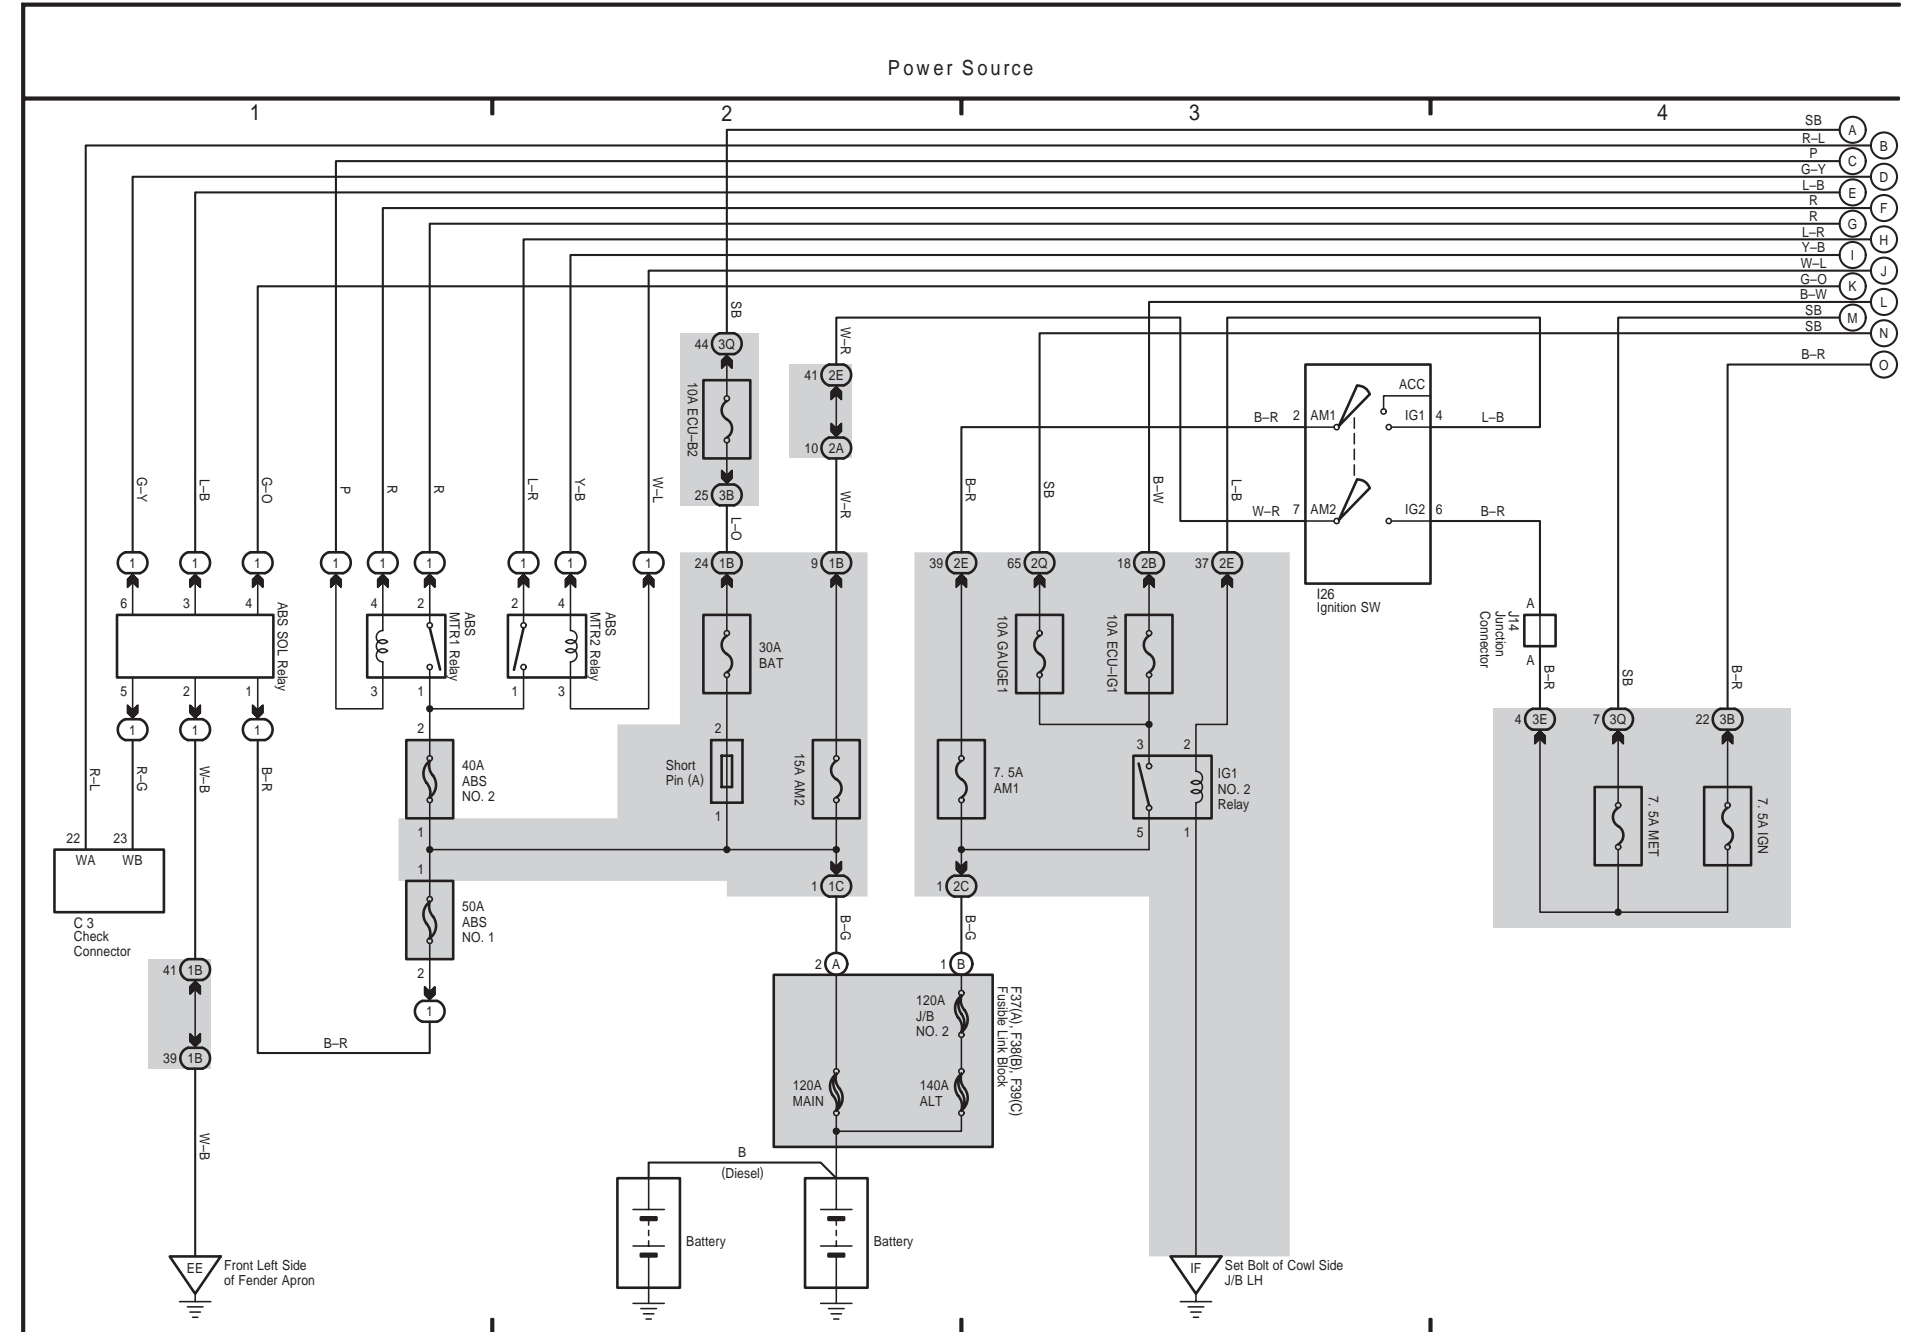 Power Source
1
2
3
4
SB
A
R–L
B
P
C
G–Y
D
L–B
E
R
F
R
G
L–R
H
Y–B
I
W–L
J
G–O
K
B–W
L
SB
M
SB
N
B–R
O
SB
44 3Q
10A ECU–B2
25 3B
L–O
W–R
41 2E
10 2A
W–R
G–Y
L–B
G–O
P
R
R
L–R
Y–B
W–L
B–R
SB
B–W
L–B
ACC
B–R 2 AM1
IG1 4 L–B
W–R 7 AM2
IG2 6 B–R
I26
Ignition SW
1
1
1
1
1
1
1
1
1
24 1B
9 1B
39 2E
65 2Q
18 2B
37 2E
6
3
4
ABS SOL Relay
5
2
1
4
2
ABS
MTR1 Relay
3
1
2
4
ABS
MTR2 Relay
1
3
30A
BAT
10A GAUGE1
10A ECU–IG1
A
J14
Junction
Connector
A
B–R
SB
B–R
1
1
1
4 3E
7 3Q
22 3B
R–L
R–G
W–B
B–R
2
40A
ABS
NO. 2
1
2
Short
Pin (A)
1
15A AM2
7. 5A
AM1
3
2
IG1
NO. 2
Relay
5
1
7. 5A MET
7. 5A IGN
22
23
WA
WB
C 3
Check
Connector
1
50A
ABS
NO. 1
2
1
B–R
1 1C
1 2C
B–G
B–G
2 A
1 B
41 1B
39 1B
W–B
120A
J/B
NO. 2
120A
MAIN
140A
ALT
F37(A), F38(B), F39(C)
Fusible Link Block
B
(Diesel)
Battery
Battery
EE
Front Left Side
of Fender Apron
IF
Set Bolt of Cowl Side
J/B LH